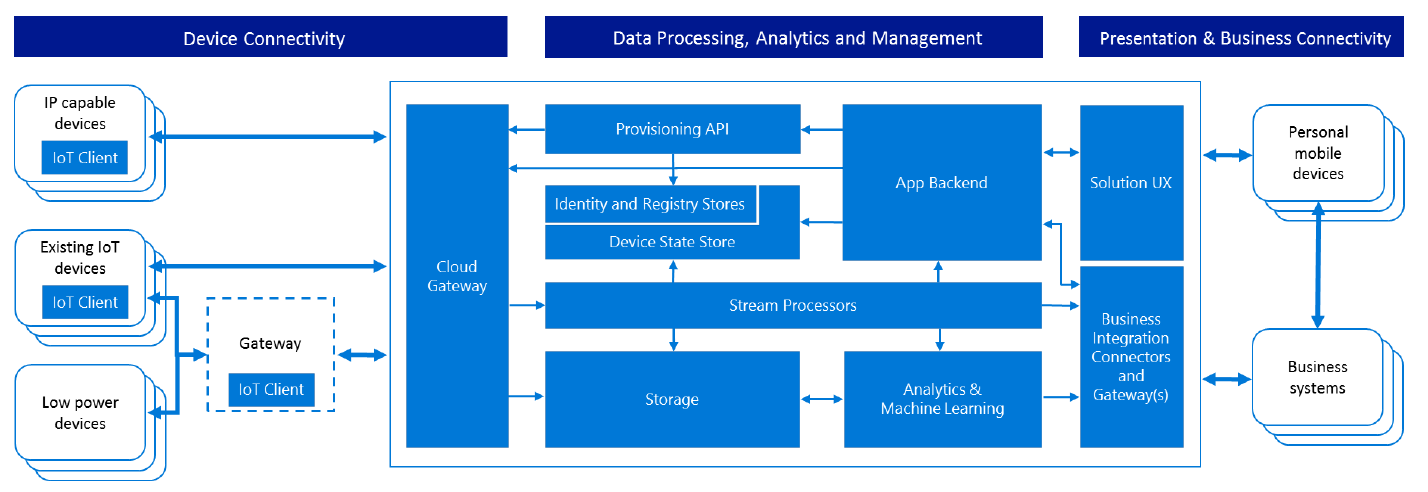 Device Connectivity
Data Processing, Analytics and Management
Presentation & Business Connectivity
IP capable
devices
IoT Client
Existing IoT
devices
IoT Client
Low power
devices
Gateway
IoT Client
Cloud
Gateway
Provisioning API
Identity and Registry Stores
Device State Store
App Backend
Stream Processors
Storage
Analytics &
Machine Learning
Solution UX
Business
Integration
Connectors
and
Gateway(s)
Personal
mobile
devices
Business
systems